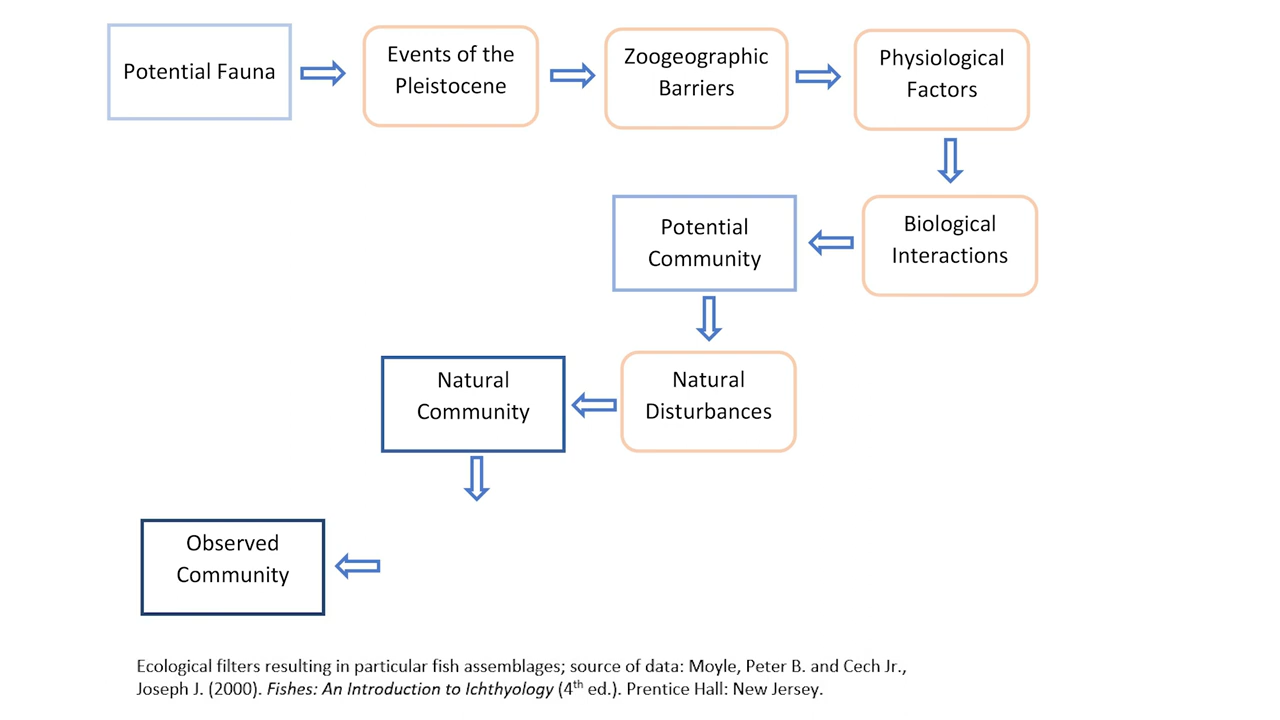 Potential Fauna
Events of the
Pleistocene
Zoogeographic
Barriers
Physiological
Factors
Biological
Interactions
Potential
Community
Natural
Disturbances
Natural
Community
Observed
Community
Ecological filters resulting in particular fish assemblages; source of data: Moyle, Peter B. and Cech Jr.,
Joseph J. (2000). Fishes: An Introduction to Ichthyology (4th ed.). Prentice Hall: New Jersey.